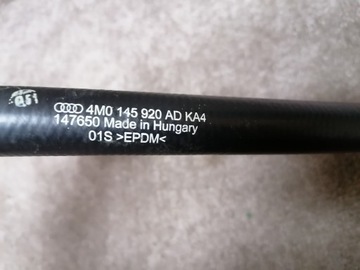 4M0 145 920 AD KA4
147650 Made in Hungary
01S >EPDM<